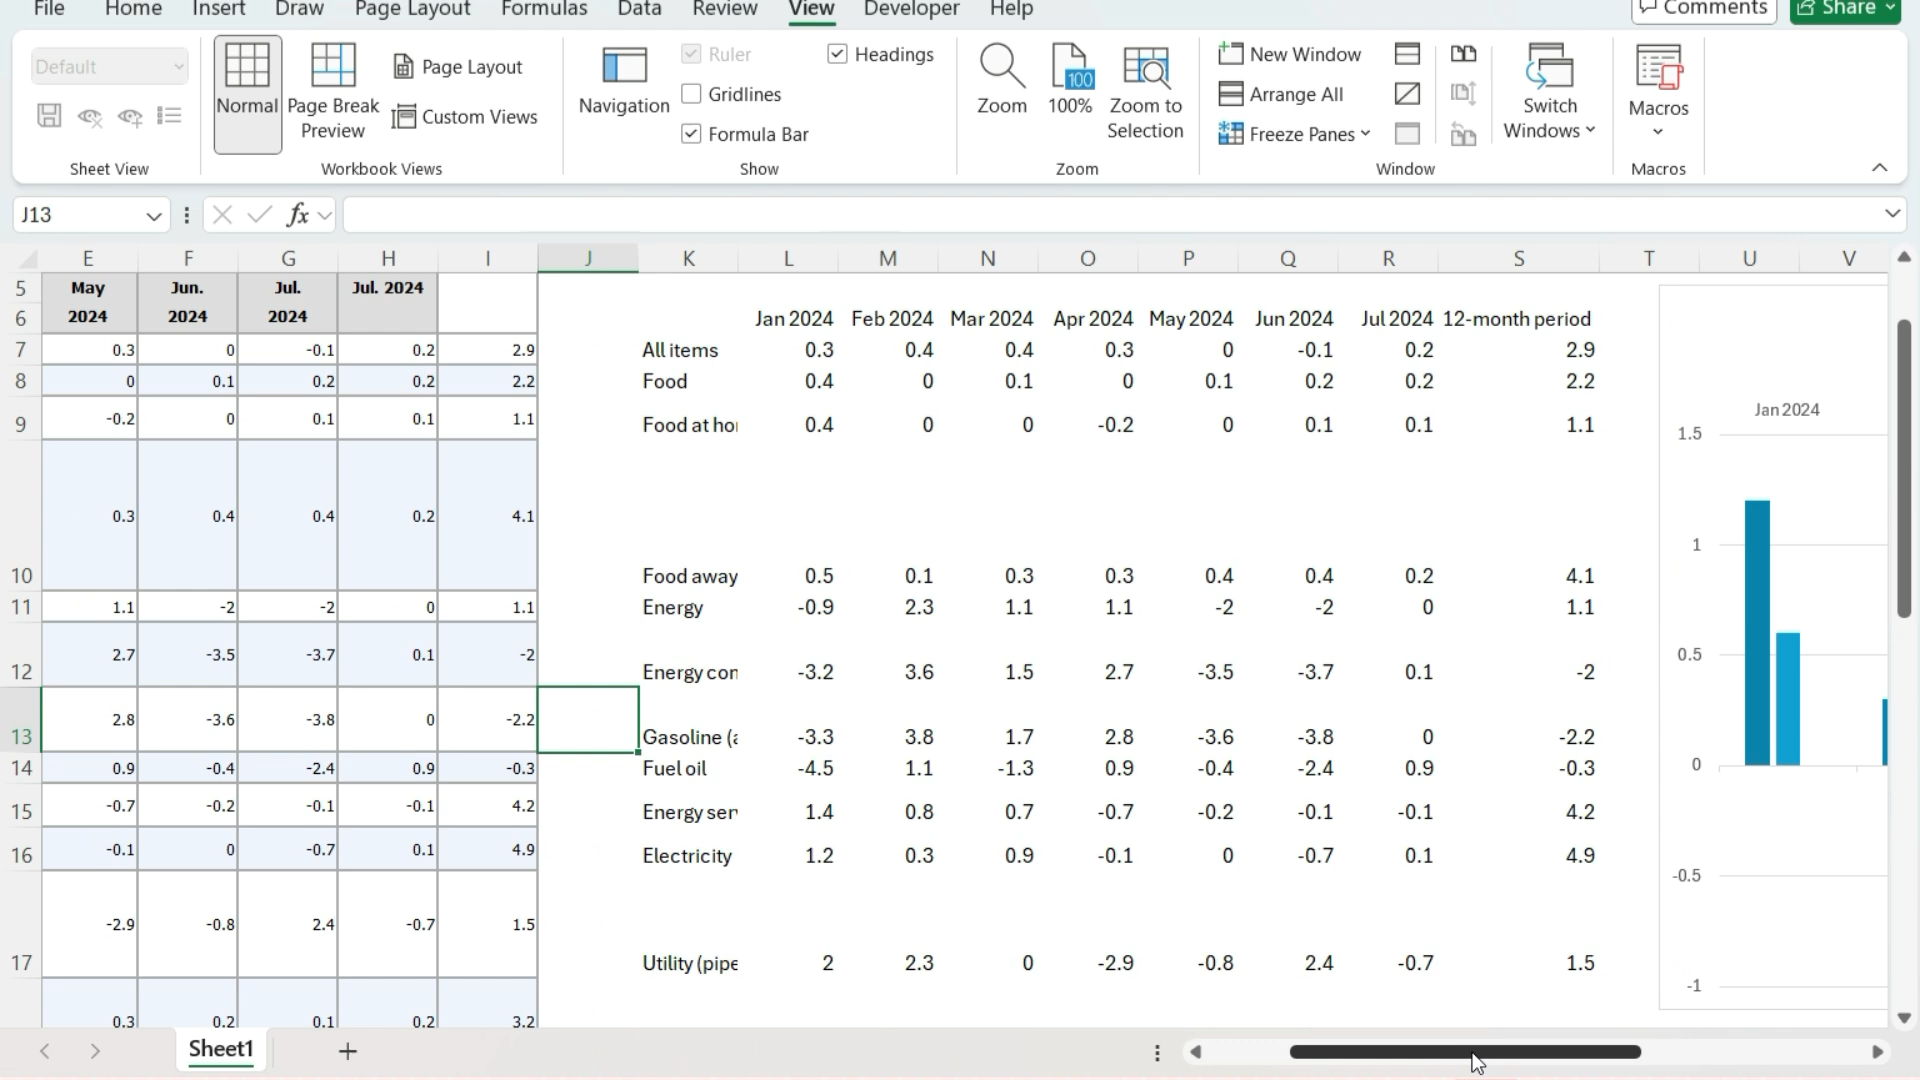 File Home Insert Draw Page Layout Formulas Data Review View Developer Help Comments Share
Default
Normal
Page Break
Preview
Page Layout
Custom Views
Navigation
Ruler
Gridlines
Formula Bar
Headings
Zoom
100
100%
Zoom to
Selection
New Window
Arrange All
Freeze Panes
Switch
Windows
Macros
Sheet View Workbook Views Show Zoom Window Macros
J13 fx
E F G H I J K L M N O P Q R S T U V
5 May Jun. Jul. Jul. 2024
6 2024 2024 2024 Jan 2024 Feb 2024 Mar 2024 Apr 2024 May 2024 Jun 2024 Jul 2024 12-month period
7 0.3 0 -0.1 0.2 2.9 All items 0.3 0.4 0.4 0.3 0 -0.1 0.2 2.9
8 0 0.1 0.2 0.2 2.2 Food 0.4 0 0.1 0 0.1 0.2 0.2 2.2
9 -0.2 0 0.1 0.1 1.1 Food at ho 0.4 0 0 -0.2 0 0.1 0.1 1.1
0.3 0.4 0.4 0.2 4.1
10 Food away 0.5 0.1 0.3 0.3 0.4 0.4 0.2 4.1
11 1.1 -2 -2 0 1.1 Energy -0.9 2.3 1.1 1.1 -2 -2 0 1.1
2.7 -3.5 -3.7 0.1 -2
12 Energy con -3.2 3.6 1.5 2.7 -3.5 -3.7 0.1 -2
2.8 -3.6 -3.8 0 -2.2
13 Gasoline (a -3.3 3.8 1.7 2.8 -3.6 -3.8 0 -2.2
14 0.9 -0.4 -2.4 0.9 -0.3 Fuel oil -4.5 1.1 -1.3 0.9 -0.4 -2.4 0.9 -0.3
15 -0.7 -0.2 -0.1 -0.1 4.2 Energy ser 1.4 0.8 0.7 -0.7 -0.2 -0.1 -0.1 4.2
16 -0.1 0 -0.7 0.1 4.9 Electricity 1.2 0.3 0.9 -0.1 0 -0.7 0.1 4.9
-2.9 -0.8 2.4 -0.7 1.5
17 Utility (pipe 2 2.3 0 -2.9 -0.8 2.4 -0.7 1.5
0.3 0.2 0.1 0.2 3.2
Jan 2024
1.5
1
0.5
0
-0.5
-1
Sheet1